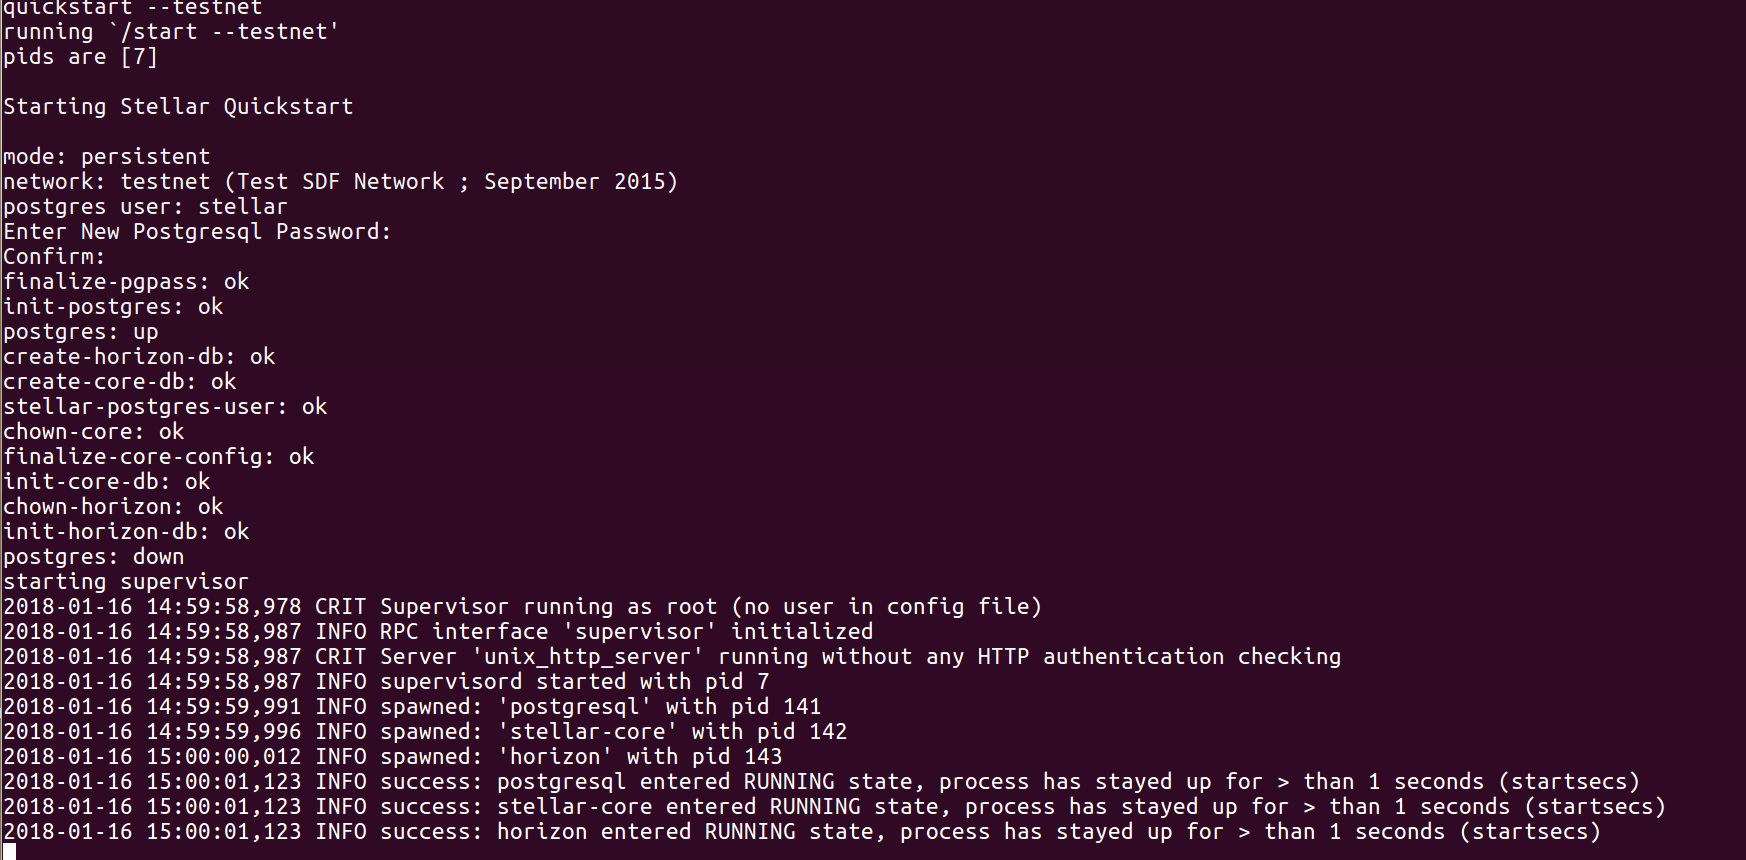 quickstart --testnet
running `/start --testnet'
pids are [7]
Starting Stellar Quickstart
mode: persistent
network: testnet (Test SDF Network ; September 2015)
postgres user: stellar
Enter New Postgresql Password:
Confirm:
finalize-pgpass: ok
init-postgres: ok
postgres: up
create-horizon-db: ok
create-core-db: ok
stellar-postgres-user: ok
chown-core: ok
finalize-core-config: ok
init-core-db: ok
chown-horizon: ok
init-horizon-db: ok
postgres: down
starting supervisor
2018-01-16 14:59:58,978 CRIT Supervisor running as root (no user in config file)
2018-01-16 14:59:58,987 INFO RPC interface 'supervisor' initialized
2018-01-16 14:59:58,987 CRIT Server 'unix_http_server' running without any HTTP authentication checking
2018-01-16 14:59:58,987 INFO supervisord started with pid 7
2018-01-16 14:59:59,991 INFO spawned: 'postgresql' with pid 141
2018-01-16 14:59:59,996 INFO spawned: 'stellar-core' with pid 142
2018-01-16 15:00:00,012 INFO spawned: 'horizon' with pid 143
2018-01-16 15:00:01,123 INFO success: postgresql entered RUNNING state, process has stayed up for > than 1 seconds (startsecs)
2018-01-16 15:00:01,123 INFO success: stellar-core entered RUNNING state, process has stayed up for > than 1 seconds (startsecs)
2018-01-16 15:00:01,123 INFO success: horizon entered RUNNING state, process has stayed up for > than 1 seconds (startsecs)